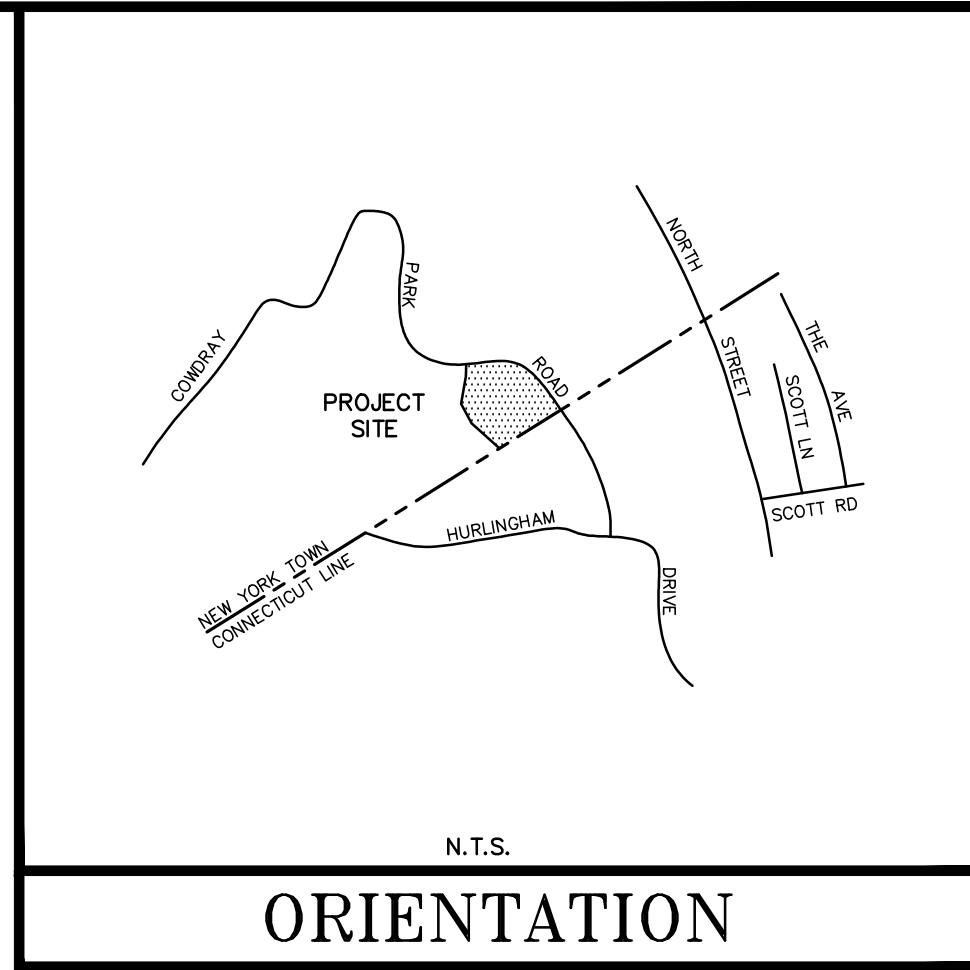 NORTH
STREET
THE
AVE
SCOTT LN
SCOTT RD
COWDRAY
PARK
ROAD
PROJECT
SITE
HURLINGHAM
DRIVE
NEW YORK TOWN
CONNECTICUT LINE
N.T.S.
ORIENTATION